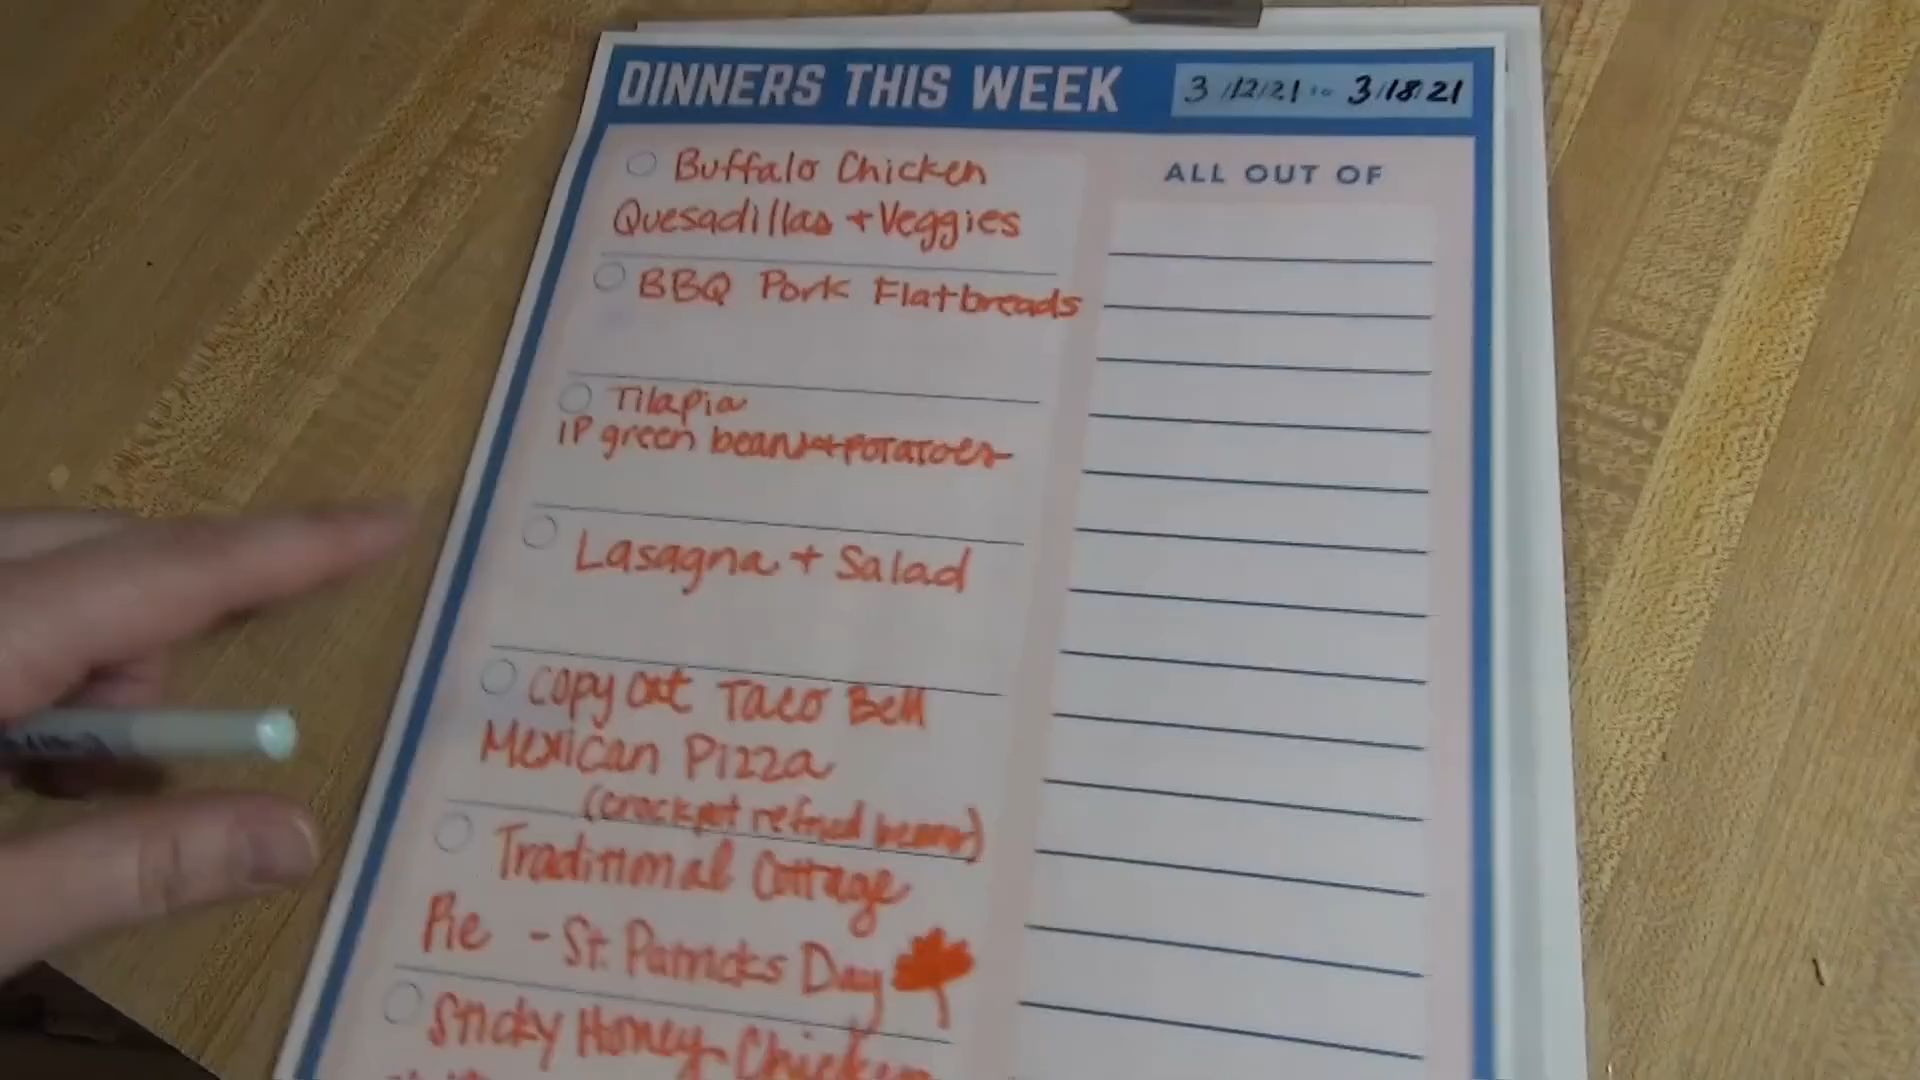 DINNERS THIS WEEK
3/12/21 to 3/18/21
ALL OUT OF
Buffalo Chicken
Quesadillas + Veggies
BBQ Pork Flatbreads
Tilapia
IP green beans + potatoes
Lasagna + Salad
Copy Cat Taco Bell
Mexican Pizza
(crockpot refried beans)
Traditional Cottage
Pie - St. Patricks Day
Sticky Honey Chicken